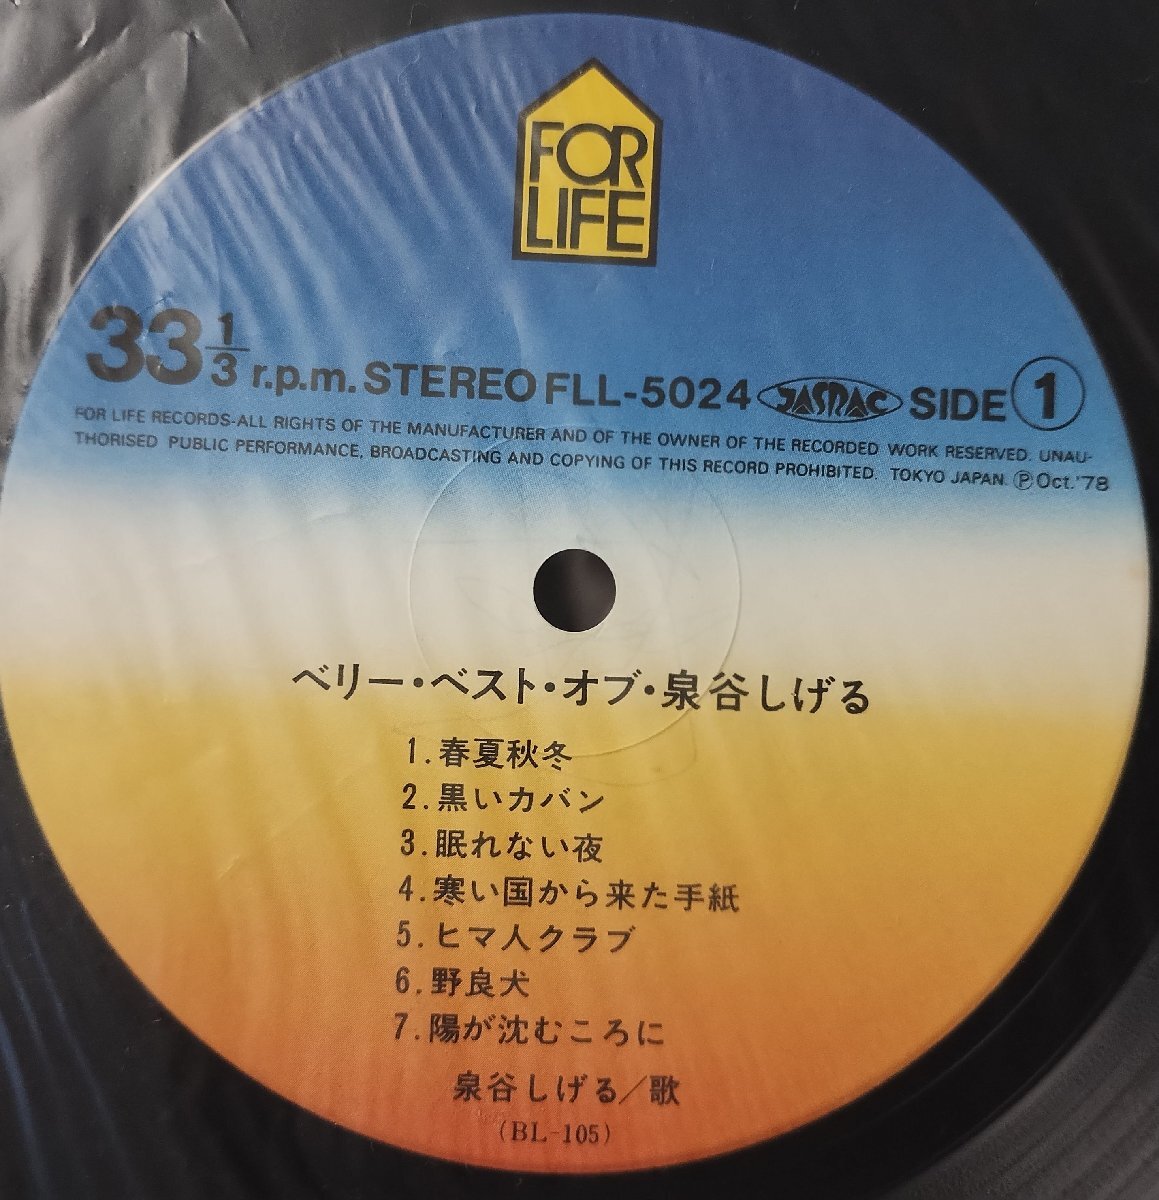 FOR
LIFE
33 1/3 r.p.m. STEREO FLL-5024 JASRAC SIDE 1
FOR LIFE RECORDS-ALL RIGHTS OF THE MANUFACTURER AND OF THE OWNER OF THE RECORDED WORK RESERVED. UNAU-
THORISED PUBLIC PERFORMANCE, BROADCASTING AND COPYING OF THIS RECORD PROHIBITED. TOKYO JAPAN. ℗Oct.'78
ベリー・ベスト・オブ・泉谷しげる
1.春夏秋冬
2.黒いカバン
3.眠れない夜
4.寒い国から来た手紙
5.ヒマ人クラブ
6.野良犬
7.陽が沈むころに
泉谷しげる/歌
(BL-105)